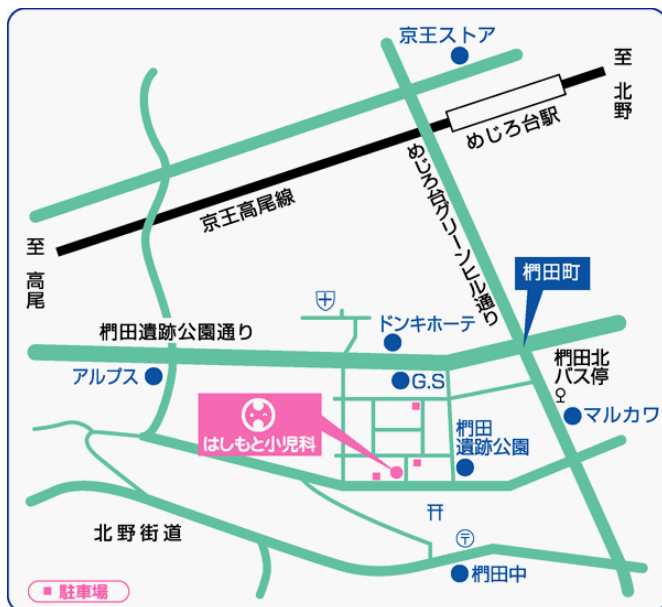 京王ストア
至 北野
めじろ台駅
京王高尾線
めじろ台グリーンヒル通り
至 高尾
椚田町
椚田遺跡公園通り
ドンキホーテ
椚田北
バス停
アルプス
G.S
マルカワ
はしもと小児科
椚田
遺跡公園
北野街道
〒
椚田中
駐車場